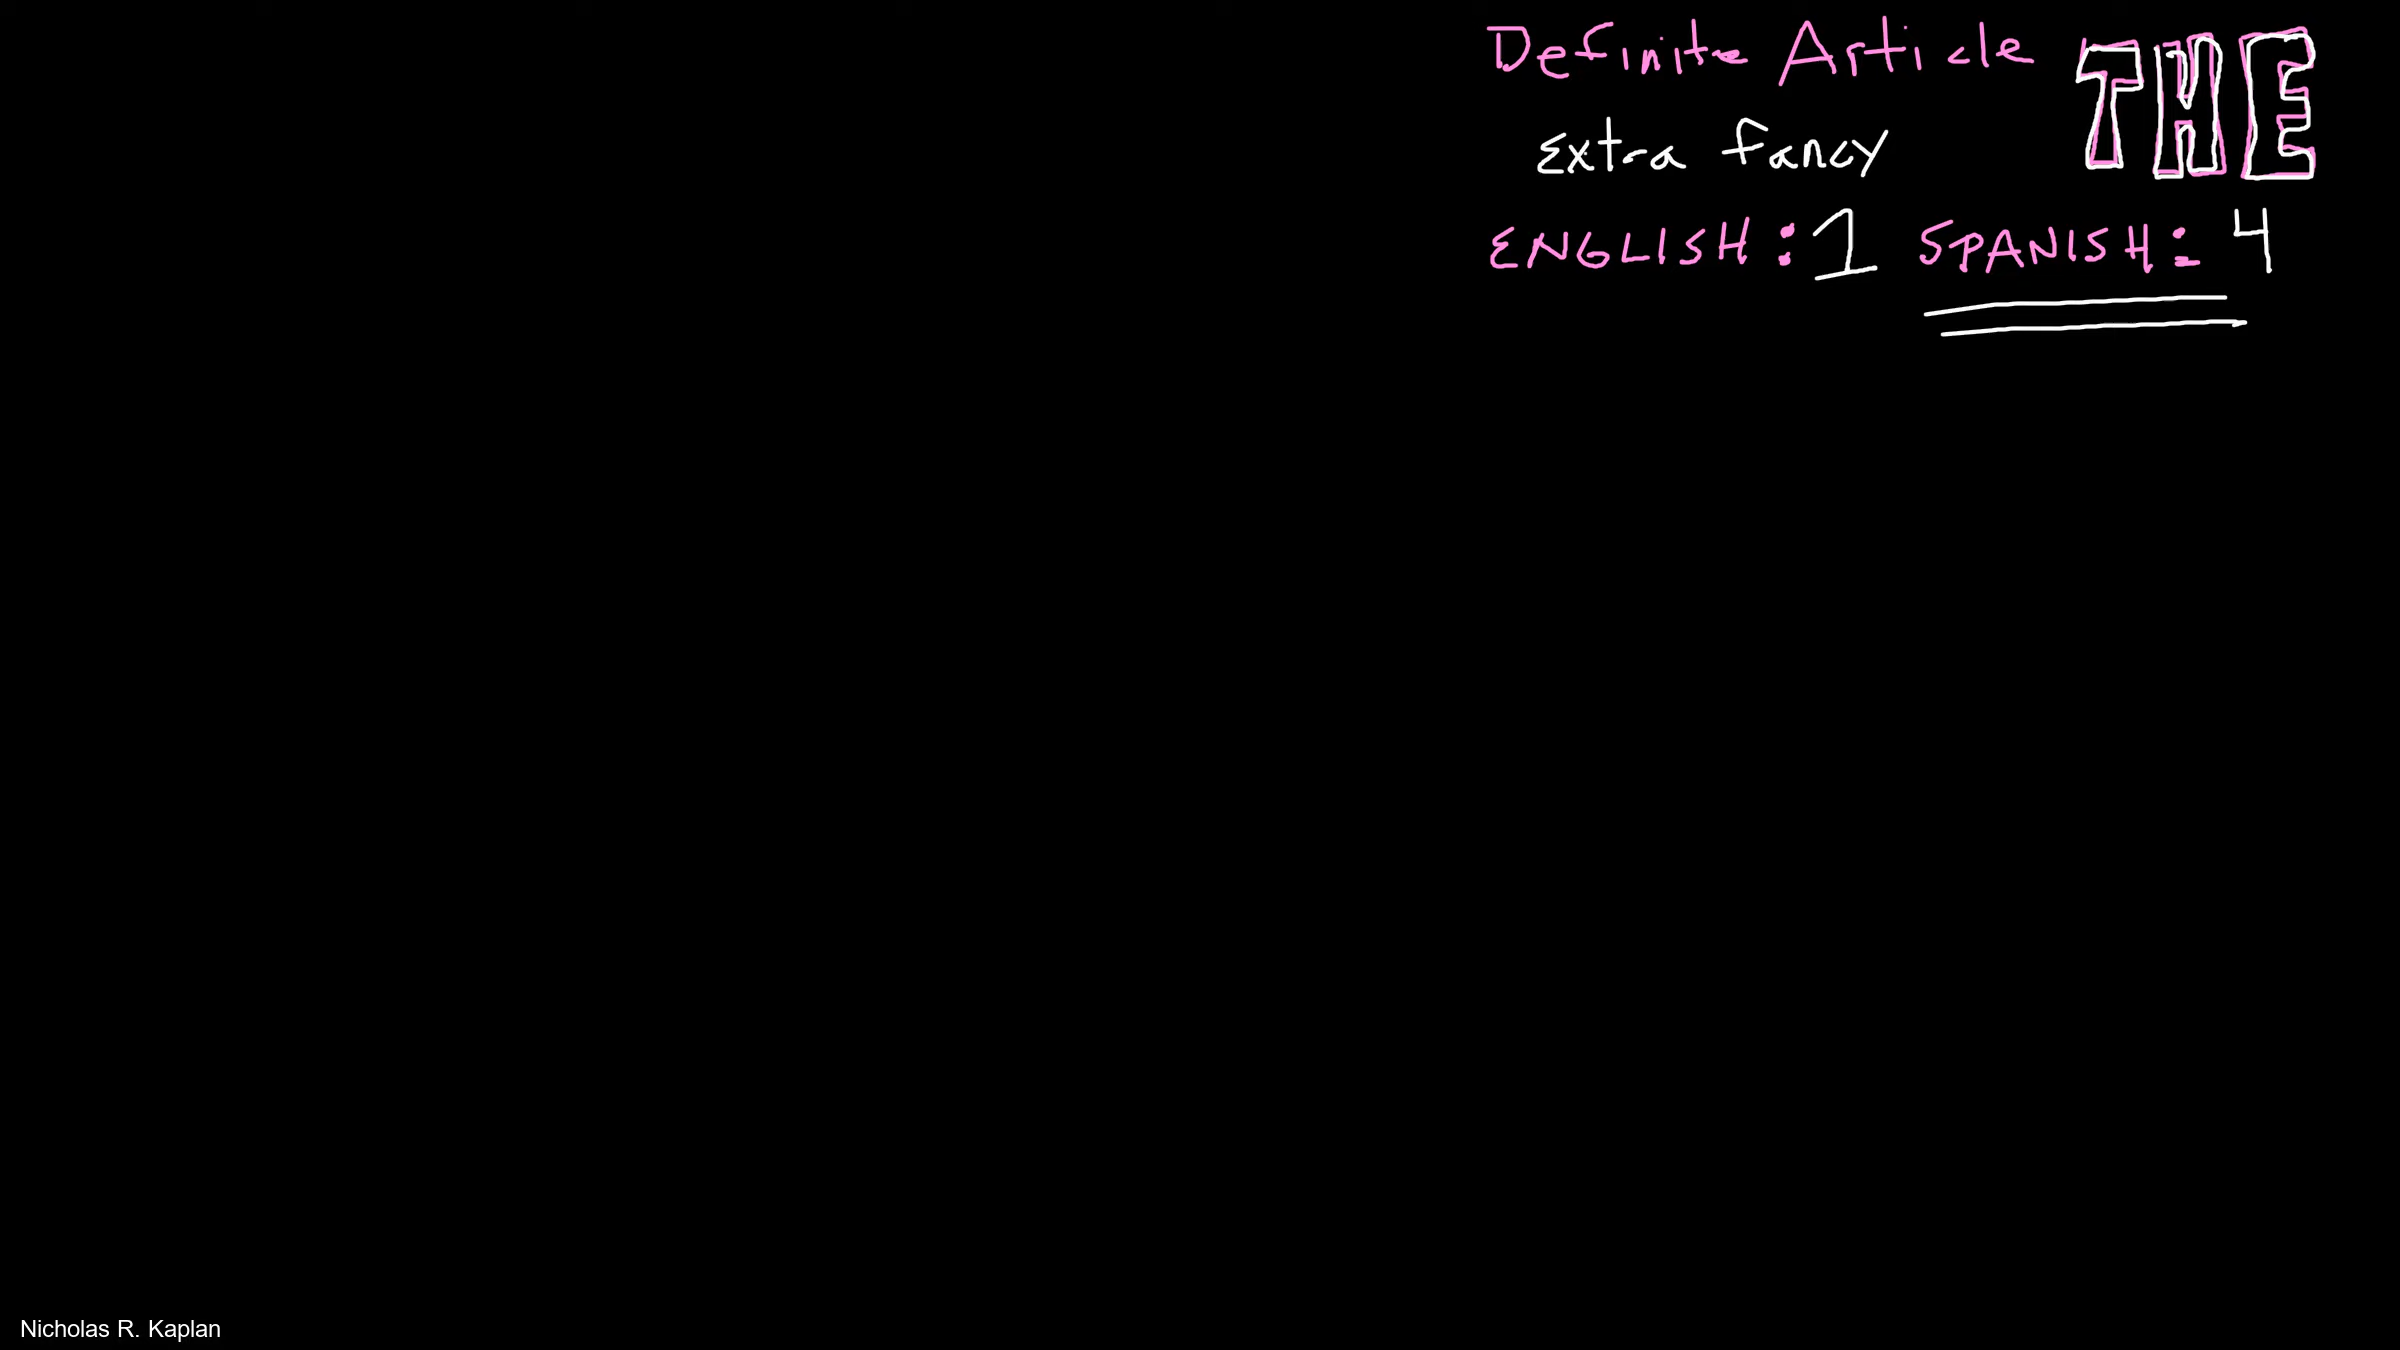 Definite Article THE
Extra fancy
ENGLISH: 1 SPANISH: 4
Nicholas R. Kaplan